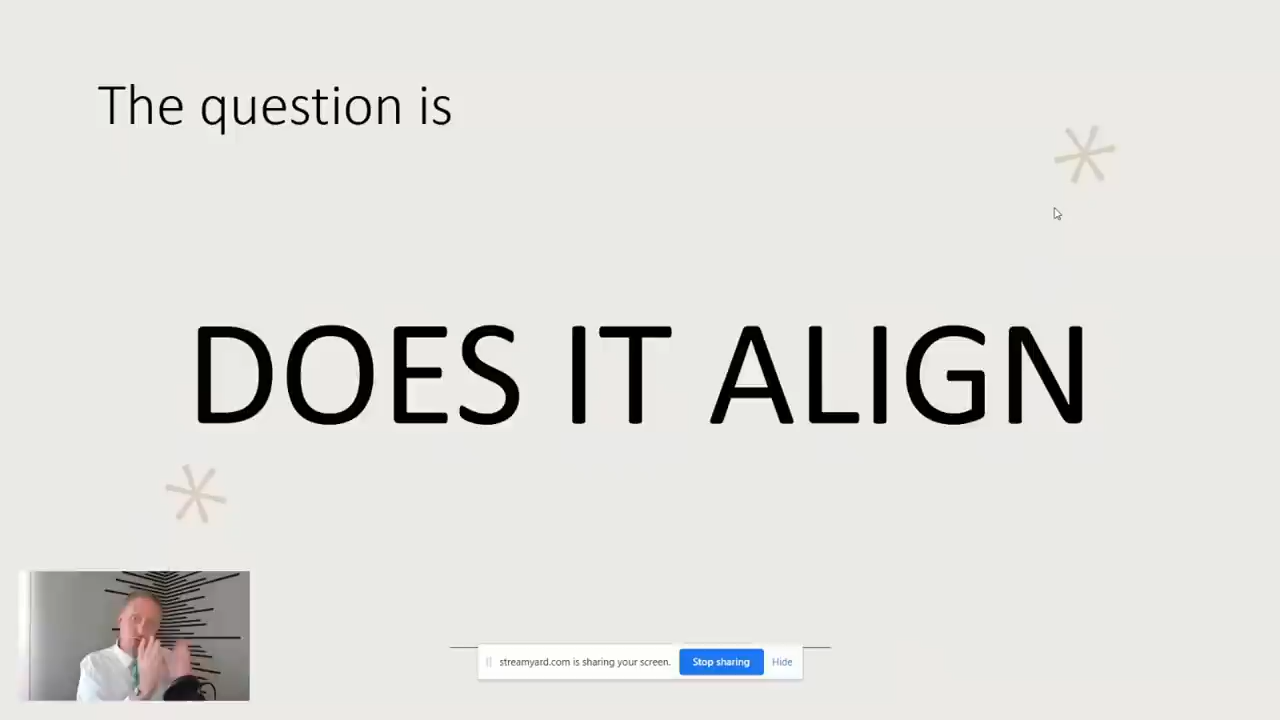 The question is
DOES IT ALIGN
streamyard.com is sharing your screen. Stop sharing Hide